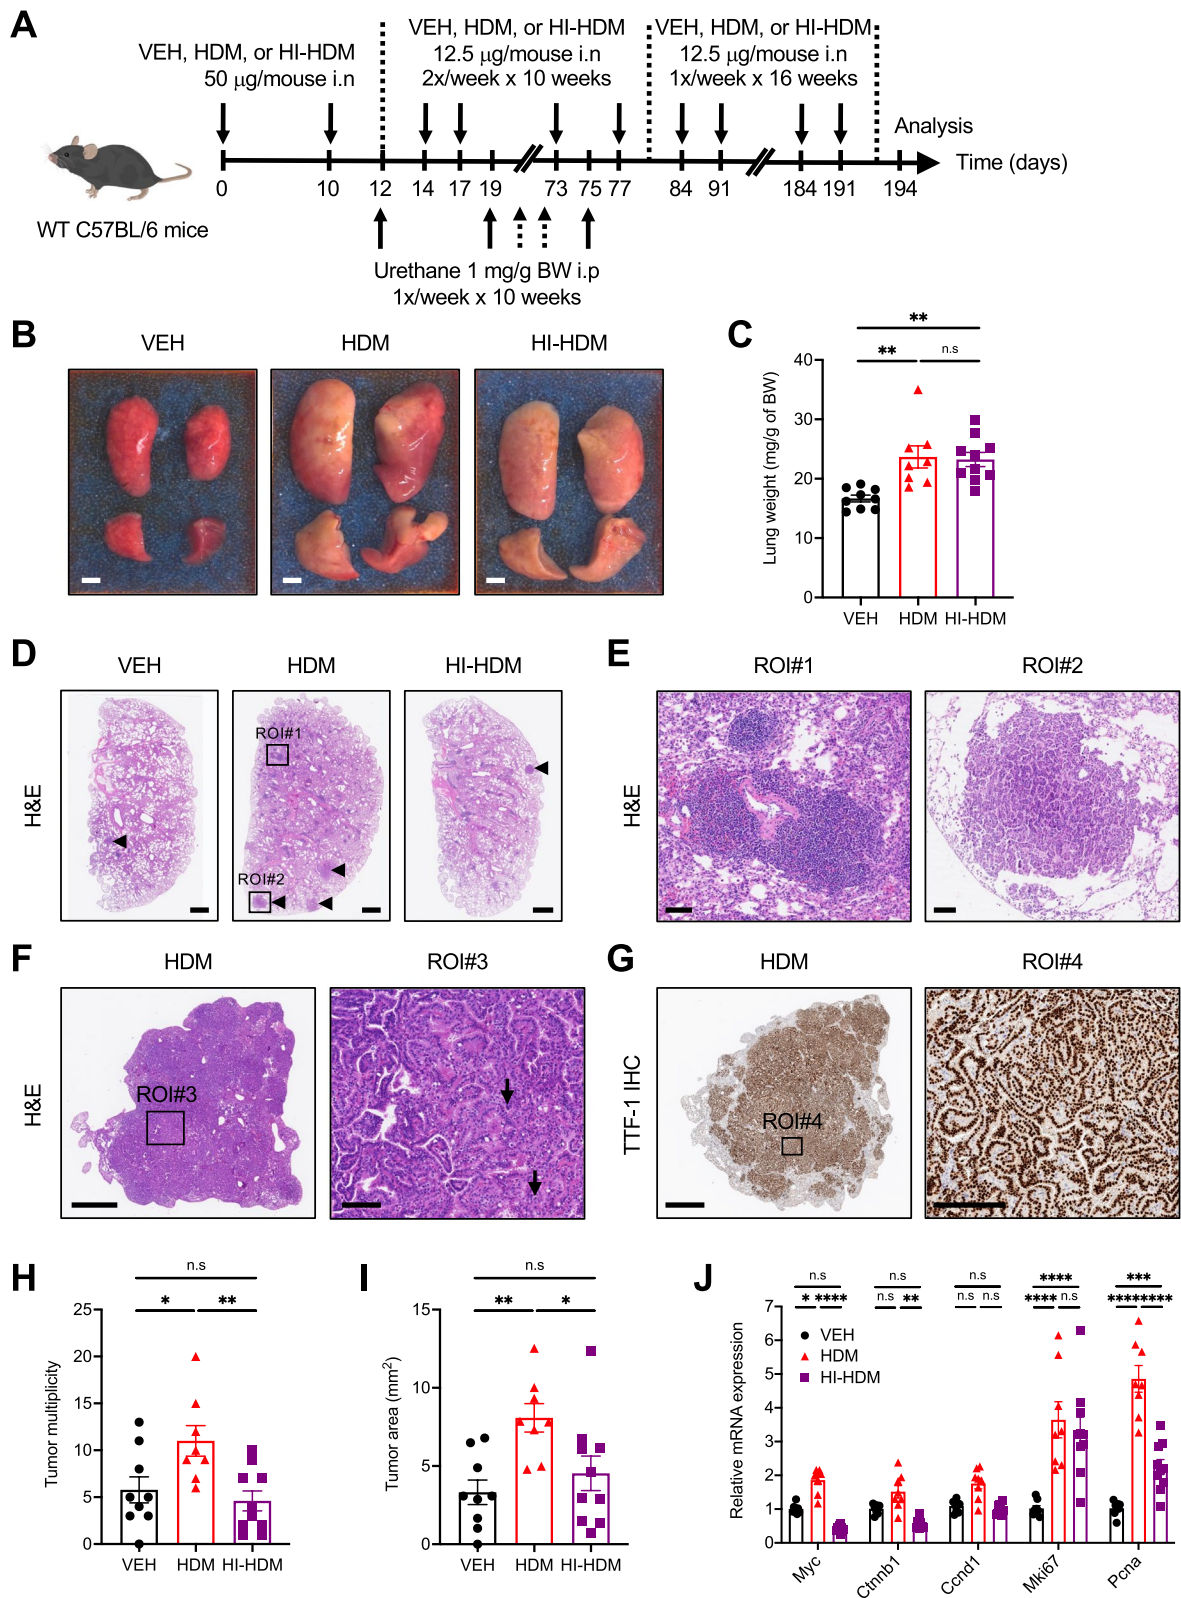 A
VEH, HDM, or HI-HDM
50 μg/mouse i.n
VEH, HDM, or HI-HDM
12.5 μg/mouse i.n
2x/week x 10 weeks
VEH, HDM, or HI-HDM
12.5 μg/mouse i.n
1x/week x 16 weeks
Analysis
Time (days)
0 10 12 14 17 19 73 75 77 84 91 184 191 194
WT C57BL/6 mice
Urethane 1 mg/g BW i.p
1x/week x 10 weeks
B
VEH HDM HI-HDM
C
**
** n.s
Lung weight (mg/g of BW)
40
30
20
10
0
VEH HDM HI-HDM
D
VEH HDM HI-HDM
H&E
ROI#1
ROI#2
E
ROI#1 ROI#2
H&E
F
HDM ROI#3
H&E
ROI#3
G
HDM ROI#4
TTF-1 IHC
ROI#4
H
n.s
* **
Tumor multiplicity
25
20
15
10
5
0
VEH HDM HI-HDM
I
n.s
** *
Tumor area (mm²)
15
10
5
0
VEH HDM HI-HDM
J
n.s n.s n.s **** ***
* **** n.s ** n.s n.s **** n.s **** ****
Relative mRNA expression
7
6
5
4
3
2
1
0
VEH
HDM
HI-HDM
Myc Ctnnb1 Ccnd1 Mki67 Pcna